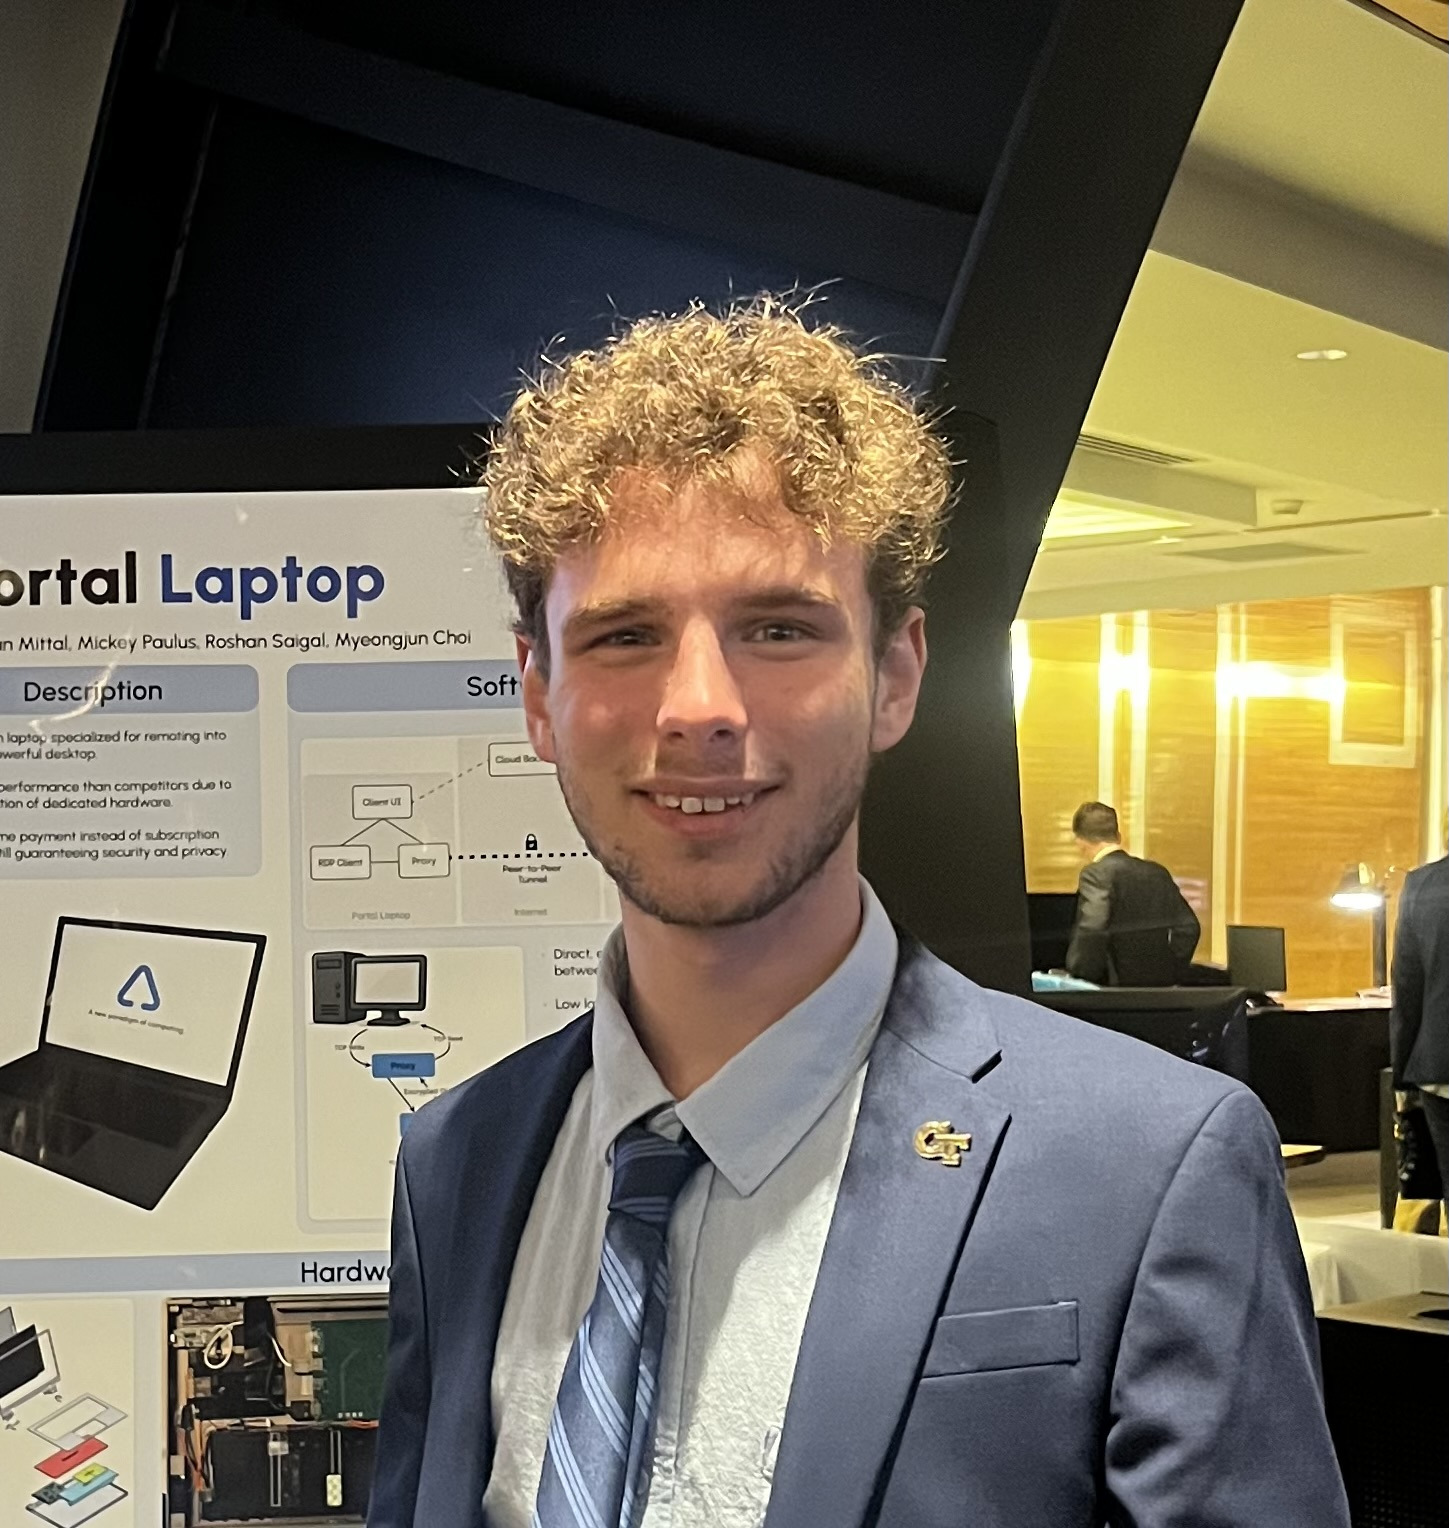 ortal Laptop
n Mittal, Mickey Paulus, Roshan Saigal, Myeongjun Choi
Description
laptop specialized for remoting into
werful desktop.
performance than competitors due to
tion of dedicated hardware.
me payment instead of subscription
till guaranteeing security and privacy
A new paradigm of computing
Soft
Cloud Bac
Client UI
RDP Client
Proxy
Peer-to-Peer
Tunnel
Portal Laptop
Internet
Direct,
betwe
Low la
Proxy
Hardw
GT